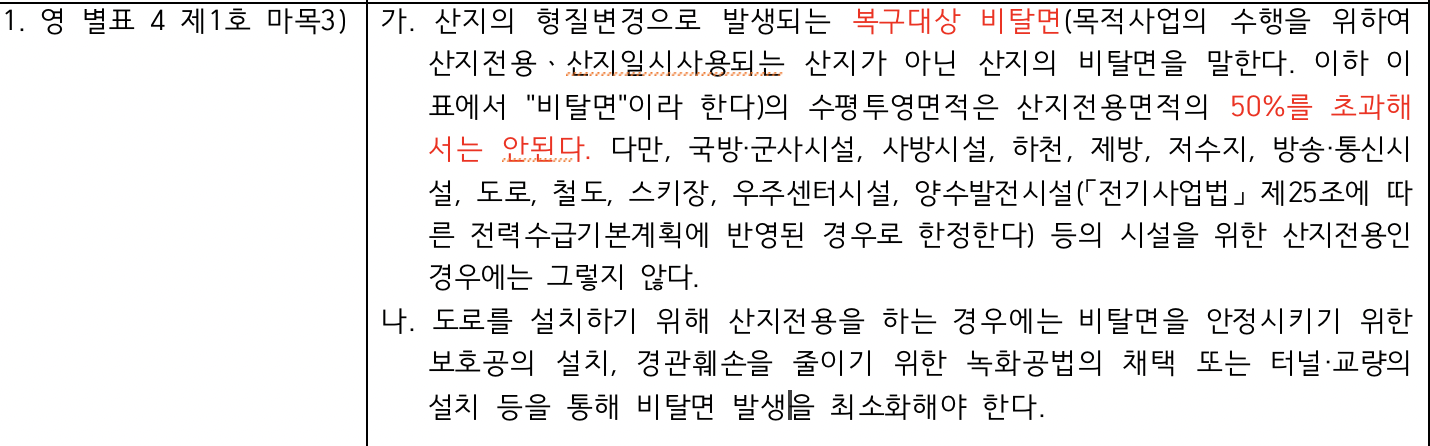 1. 영 별표 4 제1호 마목3)
가. 산지의 형질변경으로 발생되는 복구대상 비탈면(목적사업의 수행을 위하여
산지전용ㆍ산지일시사용되는 산지가 아닌 산지의 비탈면을 말한다. 이하 이
표에서 "비탈면"이라 한다)의 수평투영면적은 산지전용면적의 50%를 초과해
서는 안된다. 다만, 국방·군사시설, 사방시설, 하천, 제방, 저수지, 방송·통신시
설, 도로, 철도, 스키장, 우주센터시설, 양수발전시설(「전기사업법」 제25조에 따
른 전력수급기본계획에 반영된 경우로 한정한다) 등의 시설을 위한 산지전용인
경우에는 그렇지 않다.
나. 도로를 설치하기 위해 산지전용을 하는 경우에는 비탈면을 안정시키기 위한
보호공의 설치, 경관훼손을 줄이기 위한 녹화공법의 채택 또는 터널·교량의
설치 등을 통해 비탈면 발생을 최소화해야 한다.